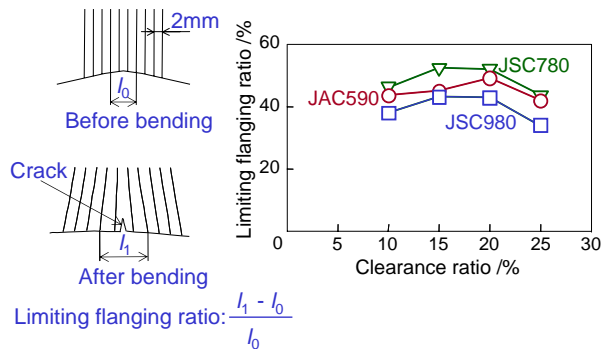 2mm
l0
Before bending
Crack
l1
After bending
Limiting flanging ratio: l1 - l0
l0
Limiting flanging ratio /%
60
40
20
0
5
10
15
20
25
30
Clearance ratio /%
JSC780
JAC590
JSC980